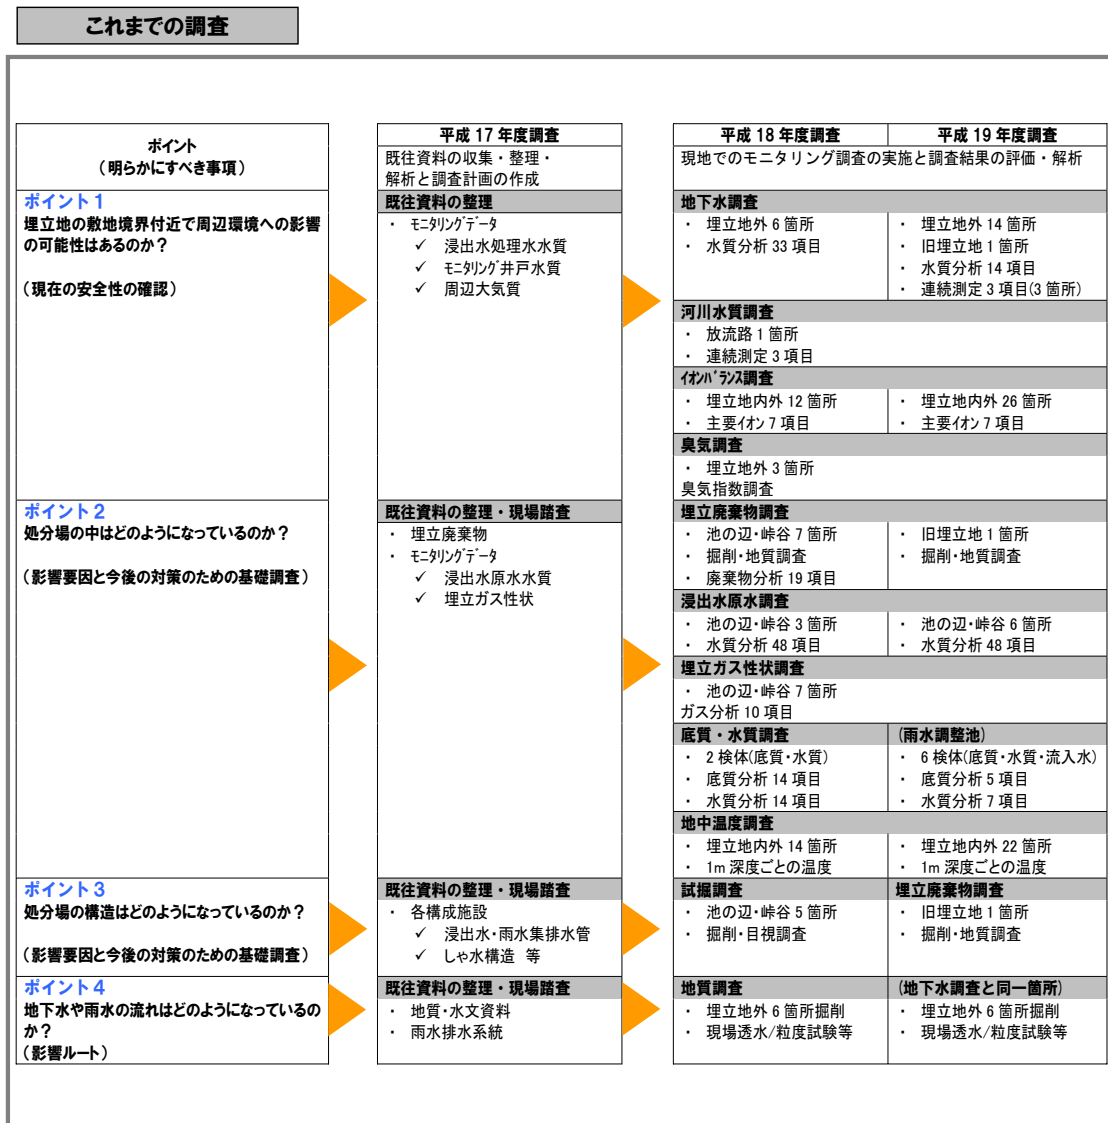 これまでの調査
ポイント
（明らかにすべき事項）
平成 17 年度調査
既往資料の収集・整理・
解析と調査計画の作成
平成 18 年度調査
平成 19 年度調査
現地でのモニタリング調査の実施と調査結果の評価・解析
ポイント１
埋立地の敷地境界付近で周辺環境への影響
の可能性はあるのか？
（現在の安全性の確認）
既往資料の整理
・ ﾓﾆﾀﾘﾝｸﾞﾃﾞｰﾀ
✓ 浸出水処理水水質
✓ ﾓﾆﾀﾘﾝｸﾞ井戸水質
✓ 周辺大気質
地下水調査
・ 埋立地外 6 箇所
・ 水質分析 33 項目
・ 埋立地外 14 箇所
・ 旧埋立地 1 箇所
・ 水質分析 14 項目
・ 連続測定 3 項目(3 箇所)
河川水質調査
・ 放流路 1 箇所
・ 連続測定 3 項目
ｲｵﾝﾊﾞﾗﾝｽ調査
・ 埋立地内外 12 箇所
・ 主要ｲｵﾝ 7 項目
・ 埋立地内外 26 箇所
・ 主要ｲｵﾝ 7 項目
臭気調査
・ 埋立地外 3 箇所
臭気指数調査
ポイント２
処分場の中はどのようになっているのか？
（影響要因と今後の対策のための基礎調査）
既往資料の整理・現場踏査
・ 埋立廃棄物
・ ﾓﾆﾀﾘﾝｸﾞﾃﾞｰﾀ
✓ 浸出水原水水質
✓ 埋立ガス性状
埋立廃棄物調査
・ 池の辺･峠谷 7 箇所
・ 掘削･地質調査
・ 廃棄物分析 19 項目
・ 旧埋立地 1 箇所
・ 掘削･地質調査
浸出水原水調査
・ 池の辺･峠谷 3 箇所
・ 水質分析 48 項目
・ 池の辺･峠谷 6 箇所
・ 水質分析 48 項目
埋立ガス性状調査
・ 池の辺･峠谷 7 箇所
ガス分析 10 項目
底質・水質調査
(雨水調整池)
・ 2 検体(底質･水質)
・ 底質分析 14 項目
・ 水質分析 14 項目
・ 6 検体(底質･水質･流入水)
・ 底質分析 5 項目
・ 水質分析 7 項目
地中温度調査
・ 埋立地内外 14 箇所
・ 1m 深度ごとの温度
・ 埋立地内外 22 箇所
・ 1m 深度ごとの温度
ポイント３
処分場の構造はどのようになっているのか？
（影響要因と今後の対策のための基礎調査）
既往資料の整理・現場踏査
・ 各構成施設
✓ 浸出水･雨水集排水管
✓ しゃ水構造 等
試掘調査
・ 池の辺･峠谷 5 箇所
・ 掘削･目視調査
埋立廃棄物調査
・ 旧埋立地 1 箇所
・ 掘削･地質調査
ポイント４
地下水や雨水の流れはどのようになっているの
か？
（影響ルート）
既往資料の整理・現場踏査
・ 地質･水文資料
・ 雨水排水系統
地質調査
(地下水調査と同一箇所)
・ 埋立地外 6 箇所掘削
・ 現場透水/粒度試験等
・ 埋立地外 6 箇所掘削
・ 現場透水/粒度試験等